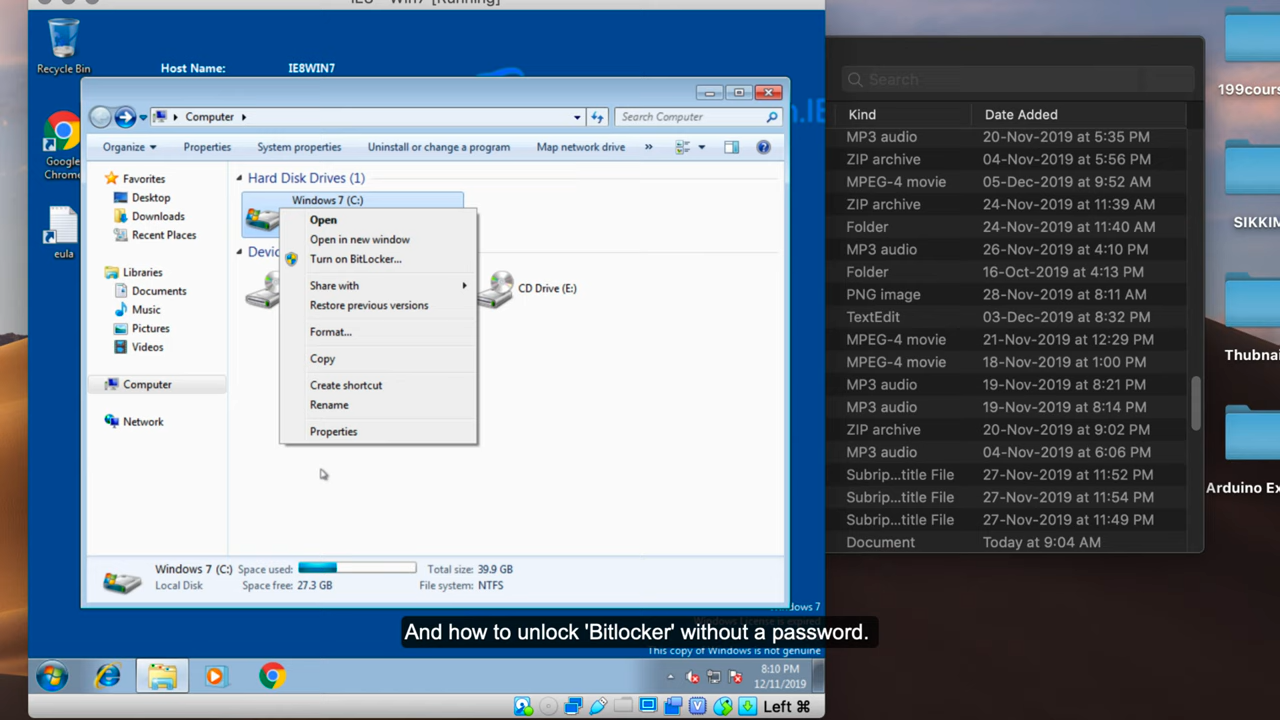 IE8 - Win7 [Running]
Recycle Bin
Host Name: IE8WIN7
Google Chrome
eula
Computer
Search Computer
Organize Properties System properties Uninstall or change a program Map network drive »
Favorites
Desktop
Downloads
Recent Places
Libraries
Documents
Music
Pictures
Videos
Computer
Network
Hard Disk Drives (1)
Windows 7 (C:)
Devic
CD Drive (E:)
Open
Open in new window
Turn on BitLocker...
Share with
Restore previous versions
Format...
Copy
Create shortcut
Rename
Properties
Windows 7 (C:) Space used: Total size: 39.9 GB
Local Disk Space free: 27.3 GB File system: NTFS
.IE
ndows 7
This copy of Windows is not genuine
And how to unlock 'Bitlocker' without a password.
8:10 PM
12/11/2019
Left ⌘
Search
Kind Date Added
MP3 audio 20-Nov-2019 at 5:35 PM
ZIP archive 04-Nov-2019 at 5:56 PM
MPEG-4 movie 05-Dec-2019 at 9:52 AM
ZIP archive 24-Nov-2019 at 11:39 AM
Folder 24-Nov-2019 at 11:40 AM
MP3 audio 26-Nov-2019 at 4:10 PM
Folder 16-Oct-2019 at 4:13 PM
PNG image 28-Nov-2019 at 8:11 AM
TextEdit 03-Dec-2019 at 8:32 PM
MPEG-4 movie 21-Nov-2019 at 12:29 PM
MPEG-4 movie 18-Nov-2019 at 1:00 PM
MP3 audio 19-Nov-2019 at 8:21 PM
MP3 audio 19-Nov-2019 at 8:14 PM
ZIP archive 20-Nov-2019 at 9:02 PM
MP3 audio 04-Nov-2019 at 6:06 PM
Subrip...title File 27-Nov-2019 at 11:52 PM
Subrip...title File 27-Nov-2019 at 11:54 PM
Subrip...title File 27-Nov-2019 at 11:49 PM
Document Today at 9:04 AM
199cours
SIKKIM
Thubnai
Arduino Ex